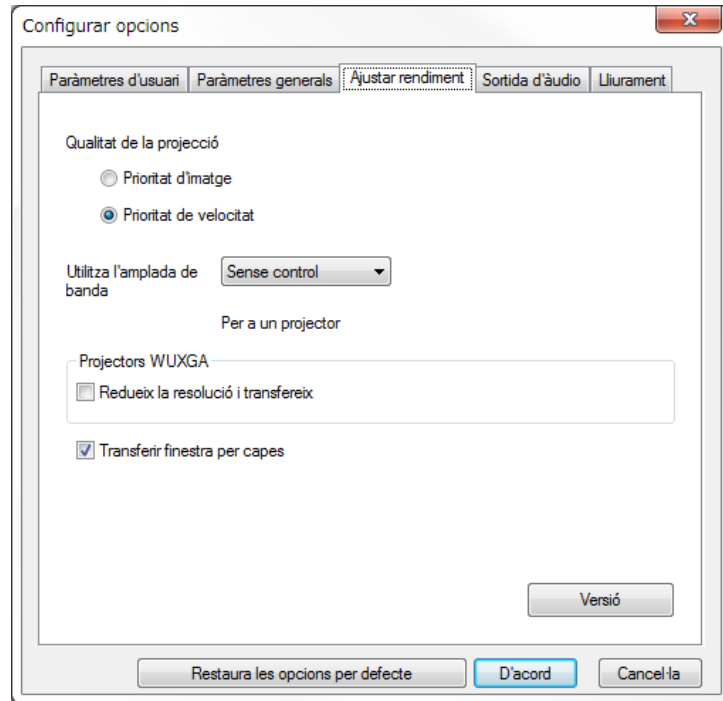 Configurar opcions
Paràmetres d'usuari Paràmetres generals Ajustar rendiment Sortida d'àudio Lliurament
Qualitat de la projecció
Prioritat d'imatge
Prioritat de velocitat
Utilitza l'amplada de
banda
Sense control
Per a un projector
Projectors WUXGA
Redueix la resolució i transfereix
Transferir finestra per capes
Versió
Restaura les opcions per defecte D'acord Cancel·la